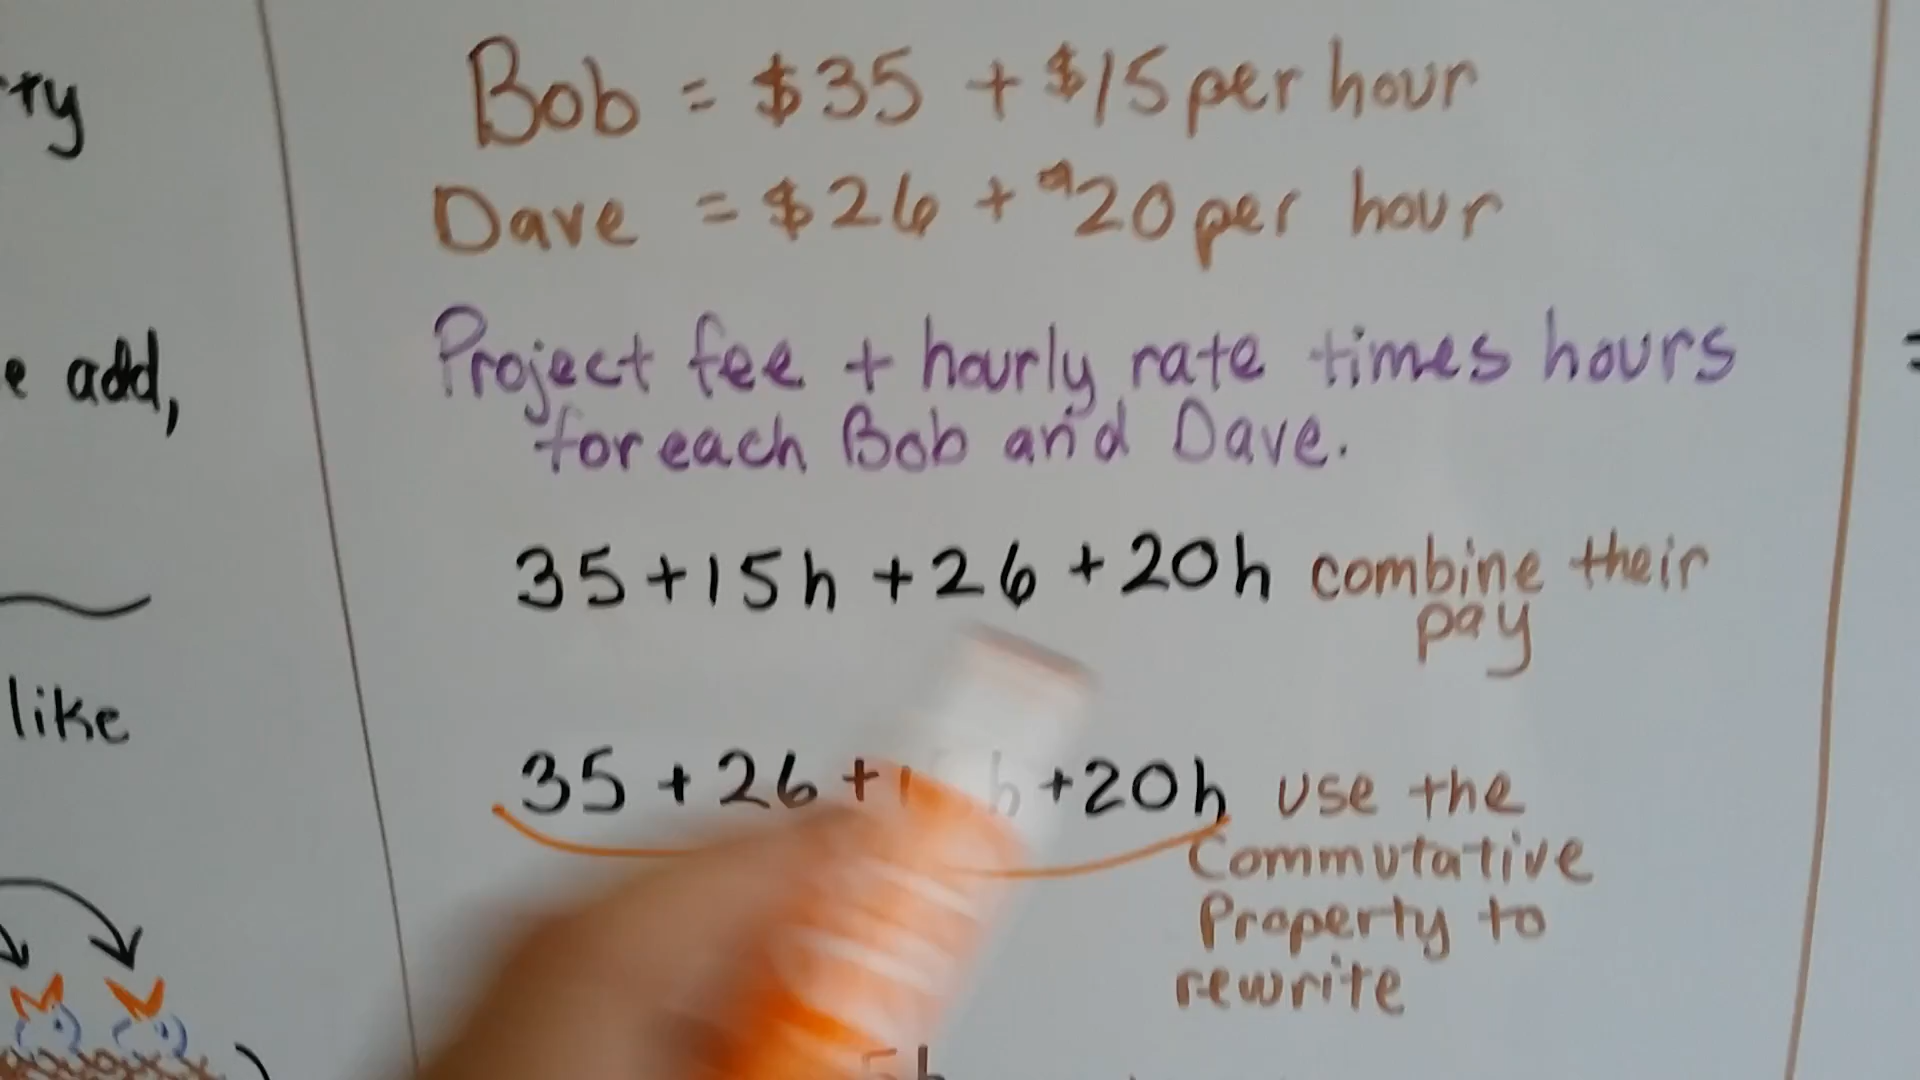 ty
Bob = $35 + $15 per hour
Dave = $26 + $20 per hour
e add,
Project fee + hourly rate times hours
for each Bob and Dave.
35 + 15h + 26 + 20h combine their
pay
like
35 + 26 + h + 20h use the
Commutative
Property to
rewrite
5h